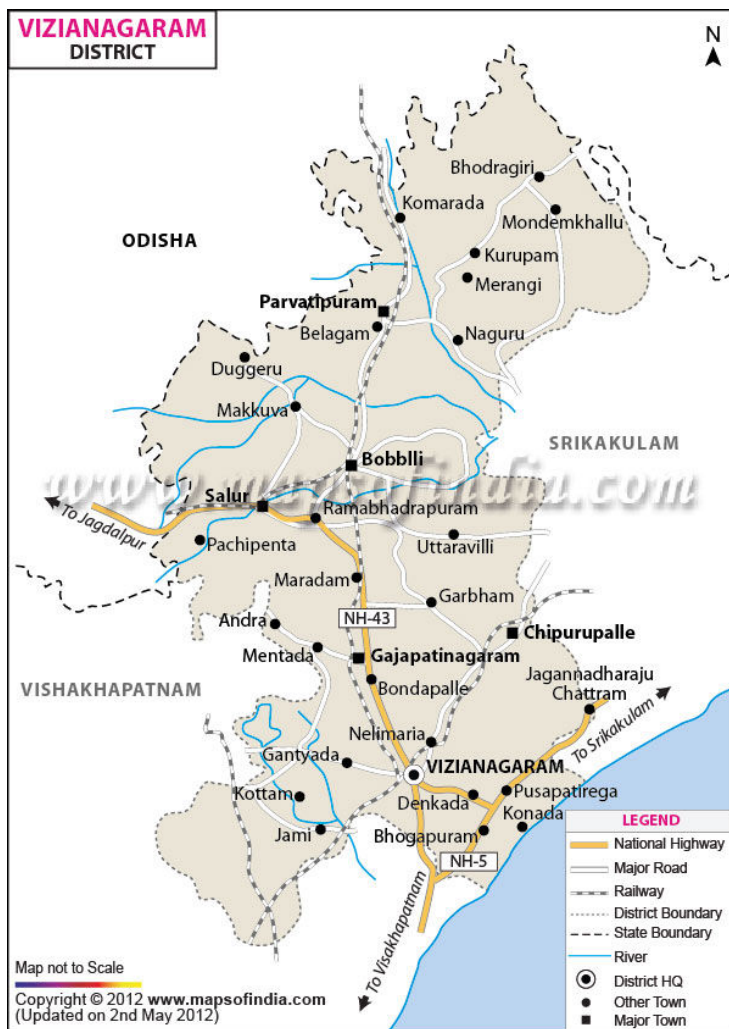 VIZIANAGARAM
DISTRICT
N
Bhodragiri
Komarada
Mondemkhallu
ODISHA
Kurupam
Merangi
Parvatipuram
Belagam
Naguru
Duggeru
Makkuva
SRIKAKULAM
Bobblli
www.mapsofindia.com
Salur
Ramabhadrapuram
To Jagdalpur
Uttaravilli
Pachipenta
Maradam
Garbham
Andra
NH-43
Chipurupalle
Mentada
Gajapatinagaram
VISHAKHAPATNAM
Jagannadharaju
Chattram
Bondapalle
To Srikakulam
Nelimaria
Gantyada
VIZIANAGARAM
Kottam
Denkada
Pusapatirega
Konada
Jami
Bhogapuram
NH-5
To Visakhapatnam
LEGEND
National Highway
Major Road
Railway
District Boundary
State Boundary
River
District HQ
Other Town
Major Town
Map not to Scale
Copyright © 2012 www.mapsofindia.com
(Updated on 2nd May 2012)